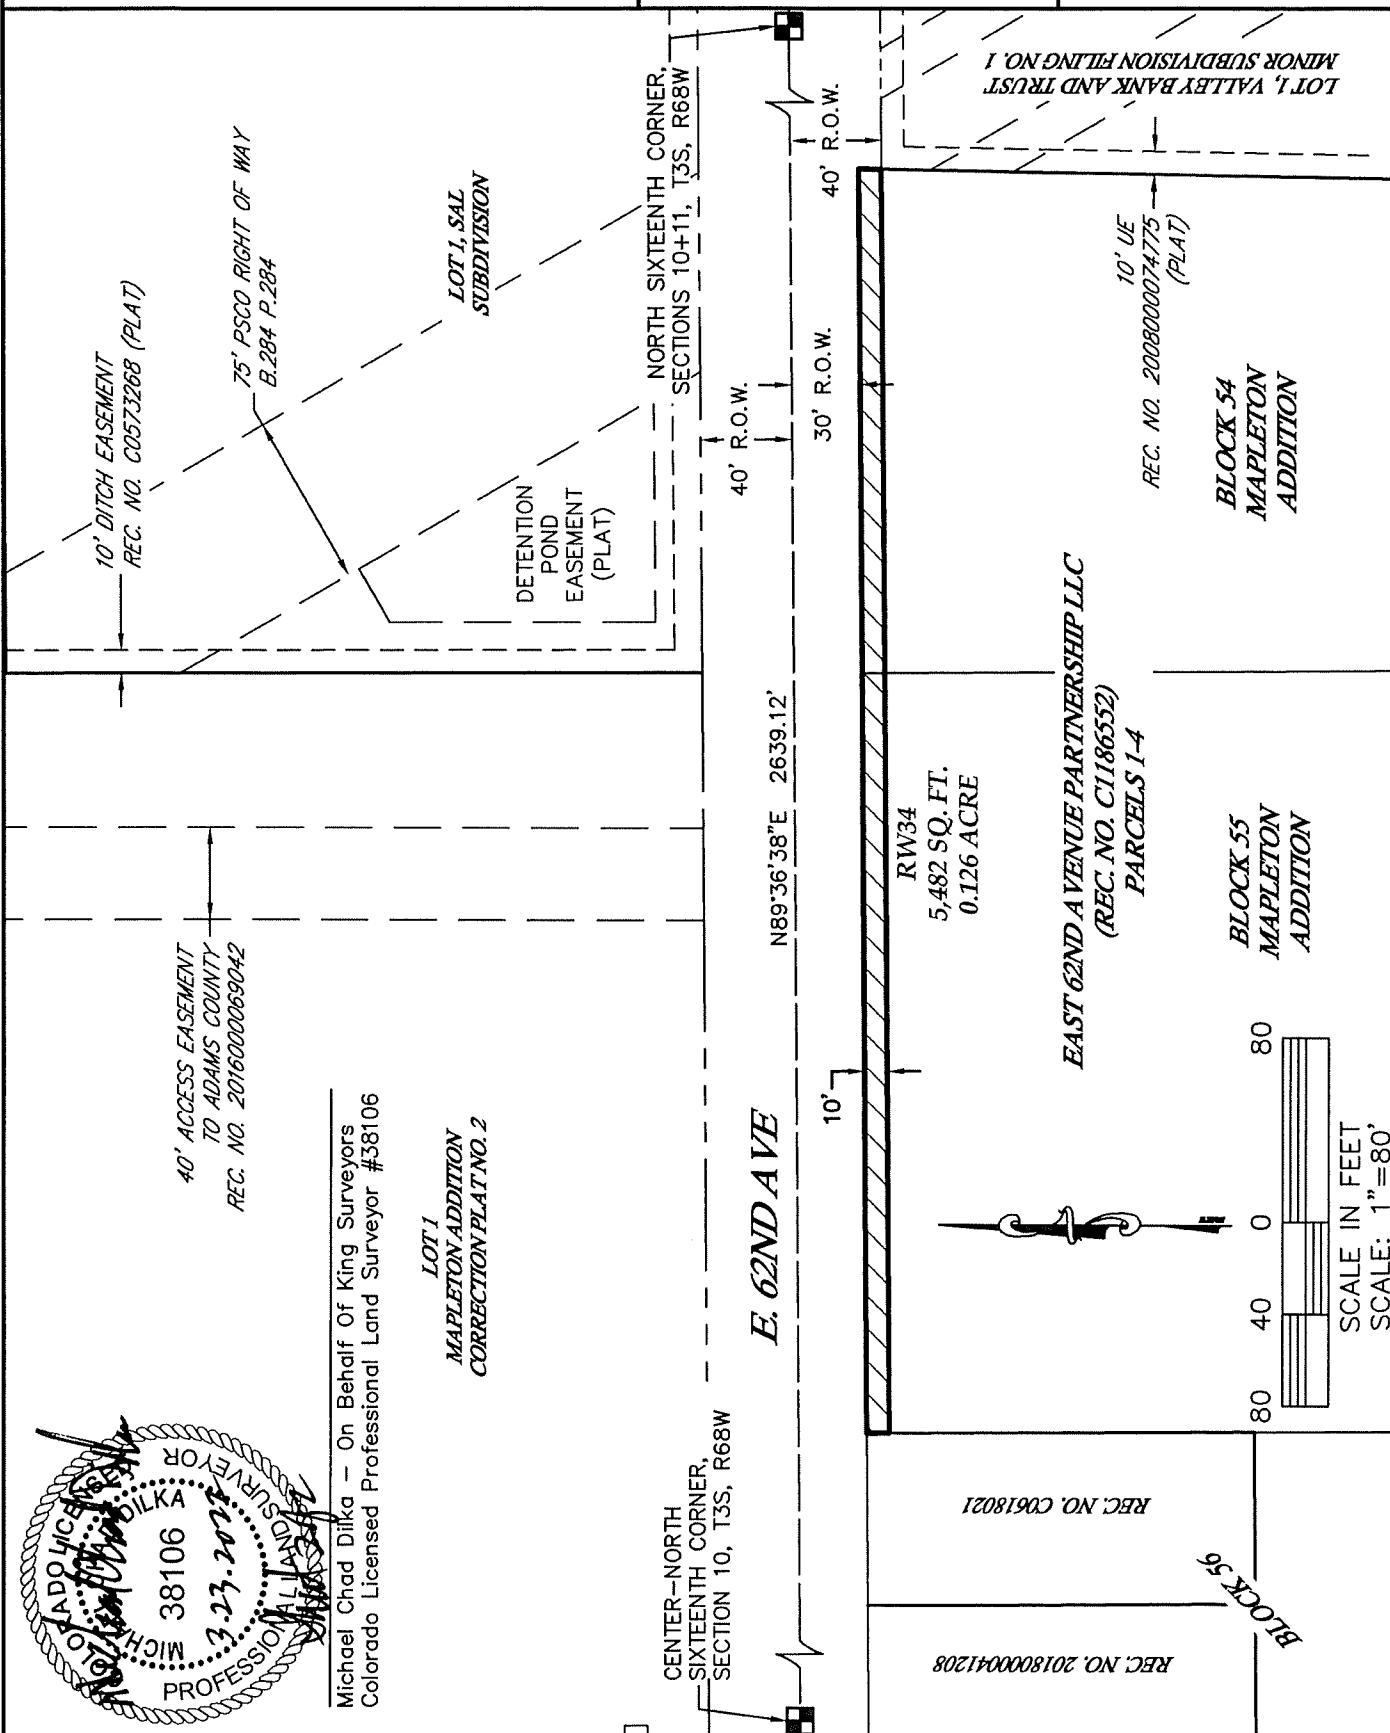 COLORADO LICENSED
MICHAEL CHAD DILKA
38106
PROFESSIONAL LAND SURVEYOR
Michael Chad Dilka – On Behalf Of King Surveyors
Colorado Licensed Professional Land Surveyor #38106
40' ACCESS EASEMENT
TO ADAMS COUNTY
REC. NO. 2016000069042
10' DITCH EASEMENT
REC. NO. C0573268 (PLAT)
75' PSCO RIGHT OF WAY
B.284 P.284
LOT 1
MAPLETON ADDITION
CORRECTION PLAT NO. 2
LOT 1, SAL
SUBDIVISION
DETENTION
POND
EASEMENT
(PLAT)
CENTER–NORTH
SIXTEENTH CORNER,
SECTION 10, T3S, R68W
NORTH SIXTEENTH CORNER,
SECTIONS 10+11, T3S, R68W
E. 62ND AVE
N89°36'38"E 2639.12'
40' R.O.W.
30' R.O.W.
40' R.O.W.
10'
RW34
5,482 SQ. FT.
0.126 ACRE
EAST 62ND AVENUE PARTNERSHIP LLC
(REC. NO. C1186552)
PARCELS 1-4
10' UE
REC. NO. 2008000074775
(PLAT)
LOT 1, VALLEY BANK AND TRUST
MINOR SUBDIVISION FILING NO. 1
REC. NO. 2018000041208
REC. NO. C0618021
BLOCK 56
BLOCK 55
MAPLETON
ADDITION
BLOCK 54
MAPLETON
ADDITION
80 40 0 80
SCALE IN FEET
SCALE: 1"=80'